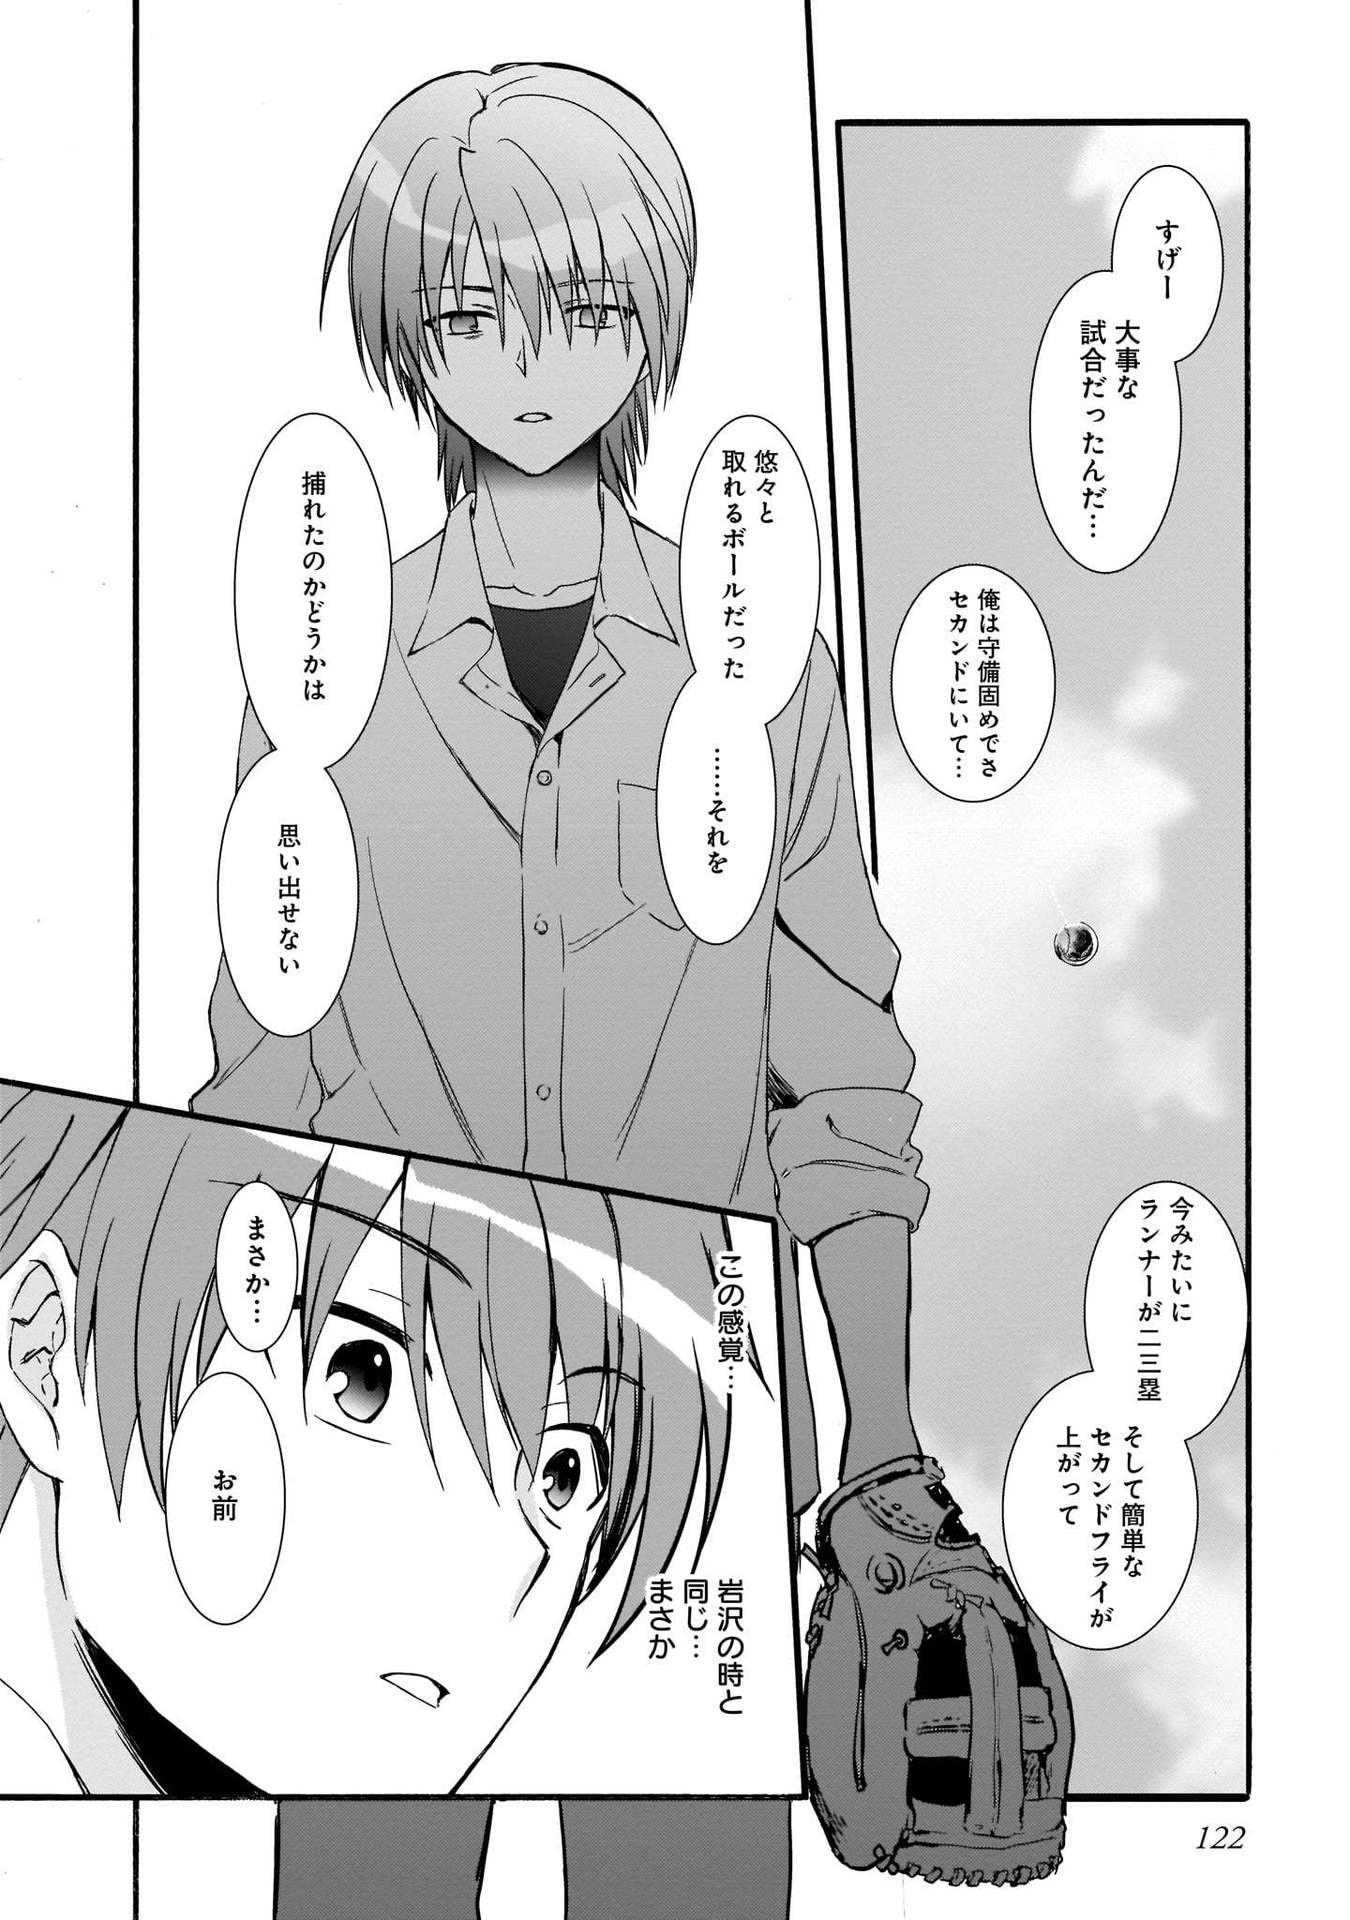 すげー
大事な
試合だったんだ…
俺は守備固めでさ
セカンドにいて…
今みたいに
ランナーが二三塁
そして簡単な
セカンドフライが
上がって
悠々と
取れるボールだった
……それを
捕れたのかどうかは
思い出せない
この感覚…
岩沢の時と
同じ…
まさか
まさか…
お前
122